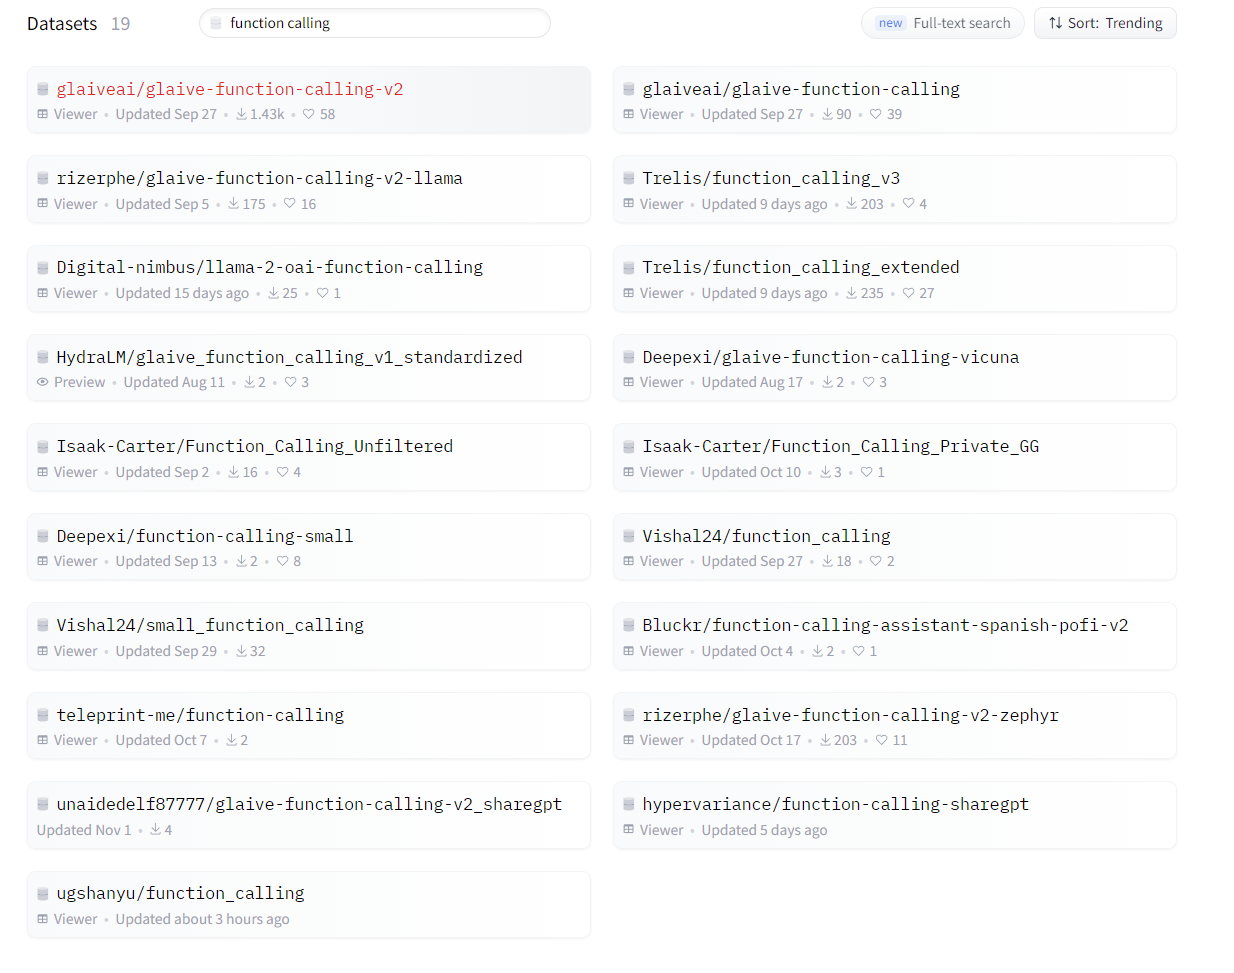 Datasets 19 function calling new Full-text search Sort: Trending
glaiveai/glaive-function-calling-v2
Viewer • Updated Sep 27 • 1.43k • 58
glaiveai/glaive-function-calling
Viewer • Updated Sep 27 • 90 • 39
rizerphe/glaive-function-calling-v2-llama
Viewer • Updated Sep 5 • 175 • 16
Trelis/function_calling_v3
Viewer • Updated 9 days ago • 203 • 4
Digital-nimbus/llama-2-oai-function-calling
Viewer • Updated 15 days ago • 25 • 1
Trelis/function_calling_extended
Viewer • Updated 9 days ago • 235 • 27
HydraLM/glaive_function_calling_v1_standardized
Preview • Updated Aug 11 • 2 • 3
Deepexi/glaive-function-calling-vicuna
Viewer • Updated Aug 17 • 2 • 3
Isaak-Carter/Function_Calling_Unfiltered
Viewer • Updated Sep 2 • 16 • 4
Isaak-Carter/Function_Calling_Private_GG
Viewer • Updated Oct 10 • 3 • 1
Deepexi/function-calling-small
Viewer • Updated Sep 13 • 2 • 8
Vishal24/function_calling
Viewer • Updated Sep 27 • 18 • 2
Vishal24/small_function_calling
Viewer • Updated Sep 29 • 32
Bluckr/function-calling-assistant-spanish-pofi-v2
Viewer • Updated Oct 4 • 2 • 1
teleprint-me/function-calling
Viewer • Updated Oct 7 • 2
rizerphe/glaive-function-calling-v2-zephyr
Viewer • Updated Oct 17 • 203 • 11
unaidedelf87777/glaive-function-calling-v2_sharegpt
Updated Nov 1 • 4
hypervariance/function-calling-sharegpt
Viewer • Updated 5 days ago
ugshanyu/function_calling
Viewer • Updated about 3 hours ago